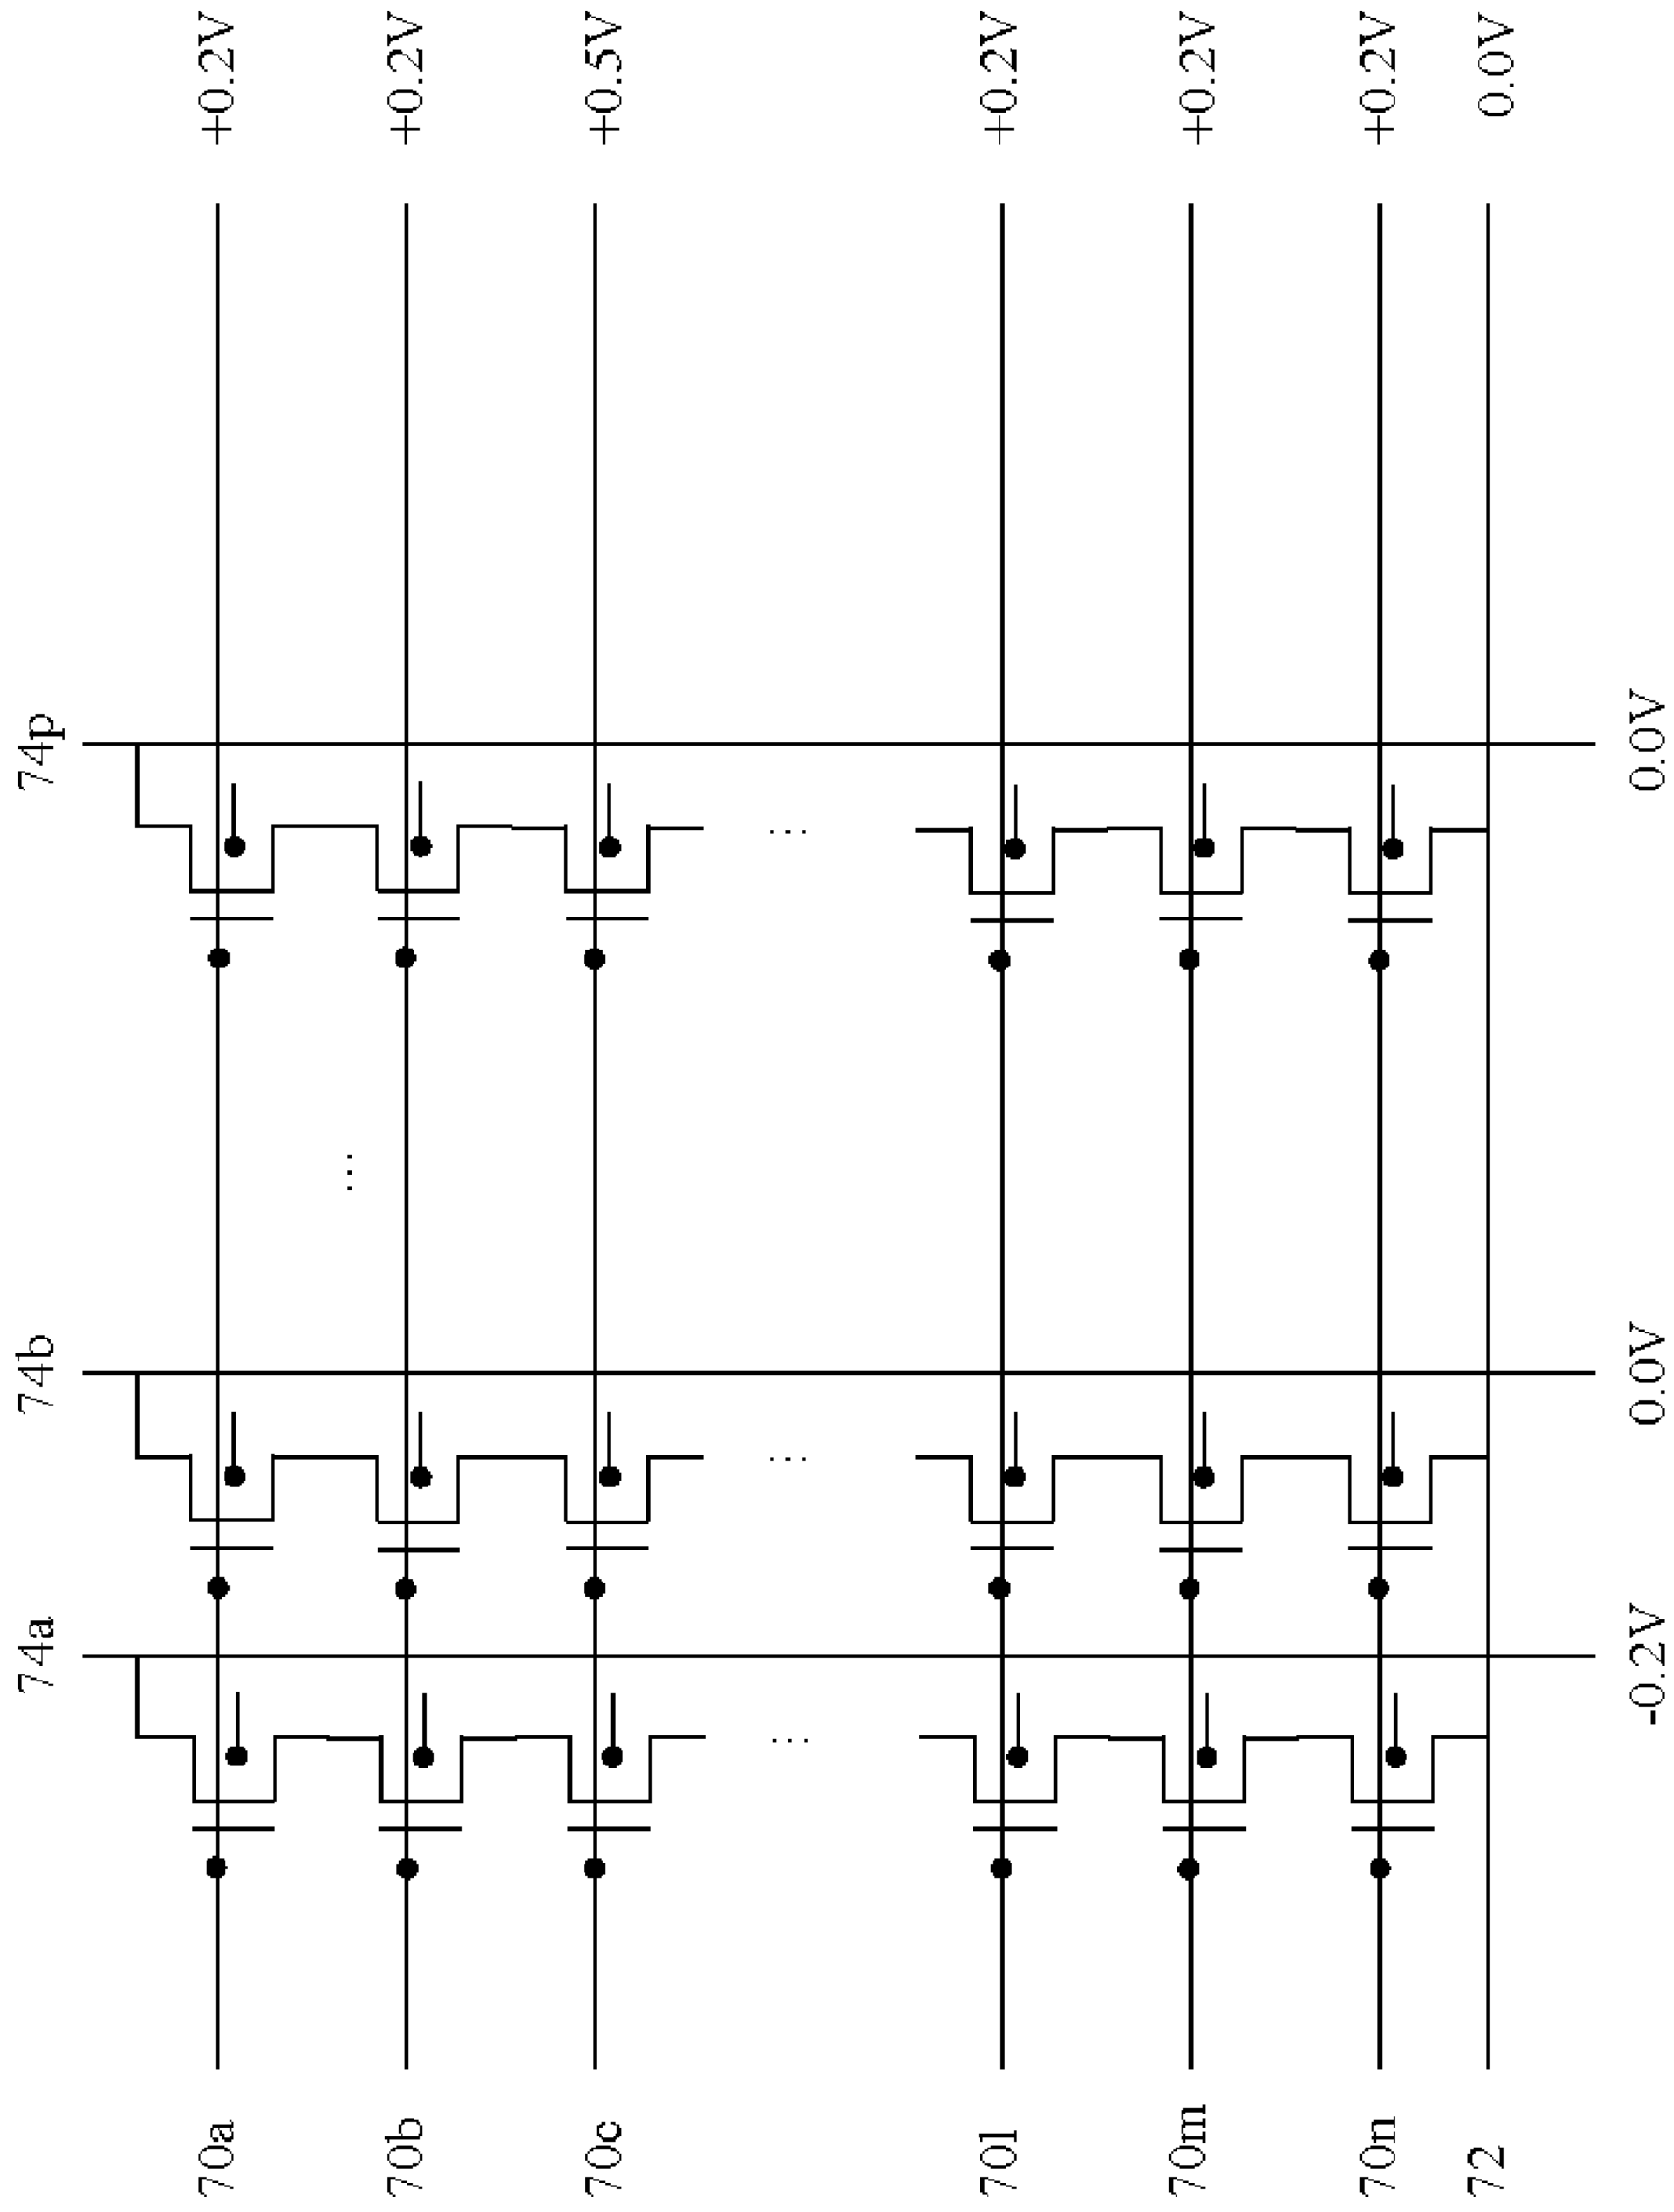 74a 74b 74p
70a +0.2V
70b +0.2V
70c +0.5V
...
... ... ...
70l +0.2V
70m +0.2V
70n +0.2V
72 0.0V
-0.2V 0.0V 0.0V